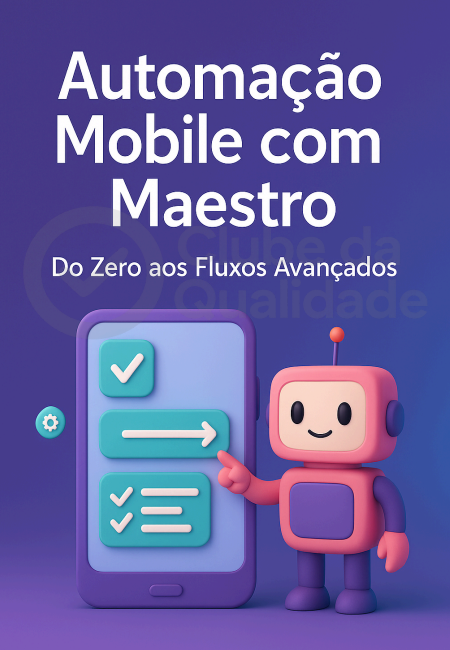 Automação
Mobile com
Maestro
Clube da
Do Zero aos Fluxos Avançados
Qualidade